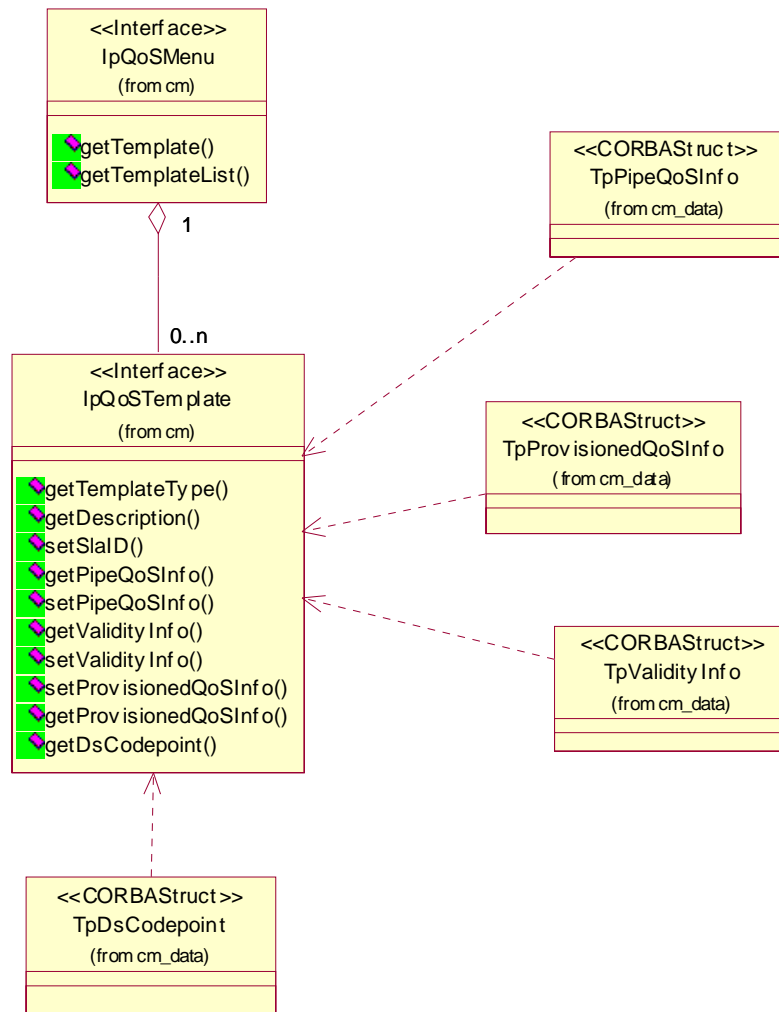 <<Interface>>
IpQoSMenu
(from cm)
getTemplate()
getTemplateList()
1
0..n
<<Interface>>
IpQoSTemplate
(from cm)
getTemplateType()
getDescription()
setSlaID()
getPipeQoSInfo()
setPipeQoSInfo()
getValidityInfo()
setValidityInfo()
setProvisionedQoSInfo()
getProvisionedQoSInfo()
getDsCodepoint()
<<CORBAStruct>>
TpPipeQoSInfo
(from cm_data)
<<CORBAStruct>>
TpProvisionedQoSInfo
(from cm_data)
<<CORBAStruct>>
TpValidityInfo
(from cm_data)
<<CORBAStruct>>
TpDsCodepoint
(from cm_data)